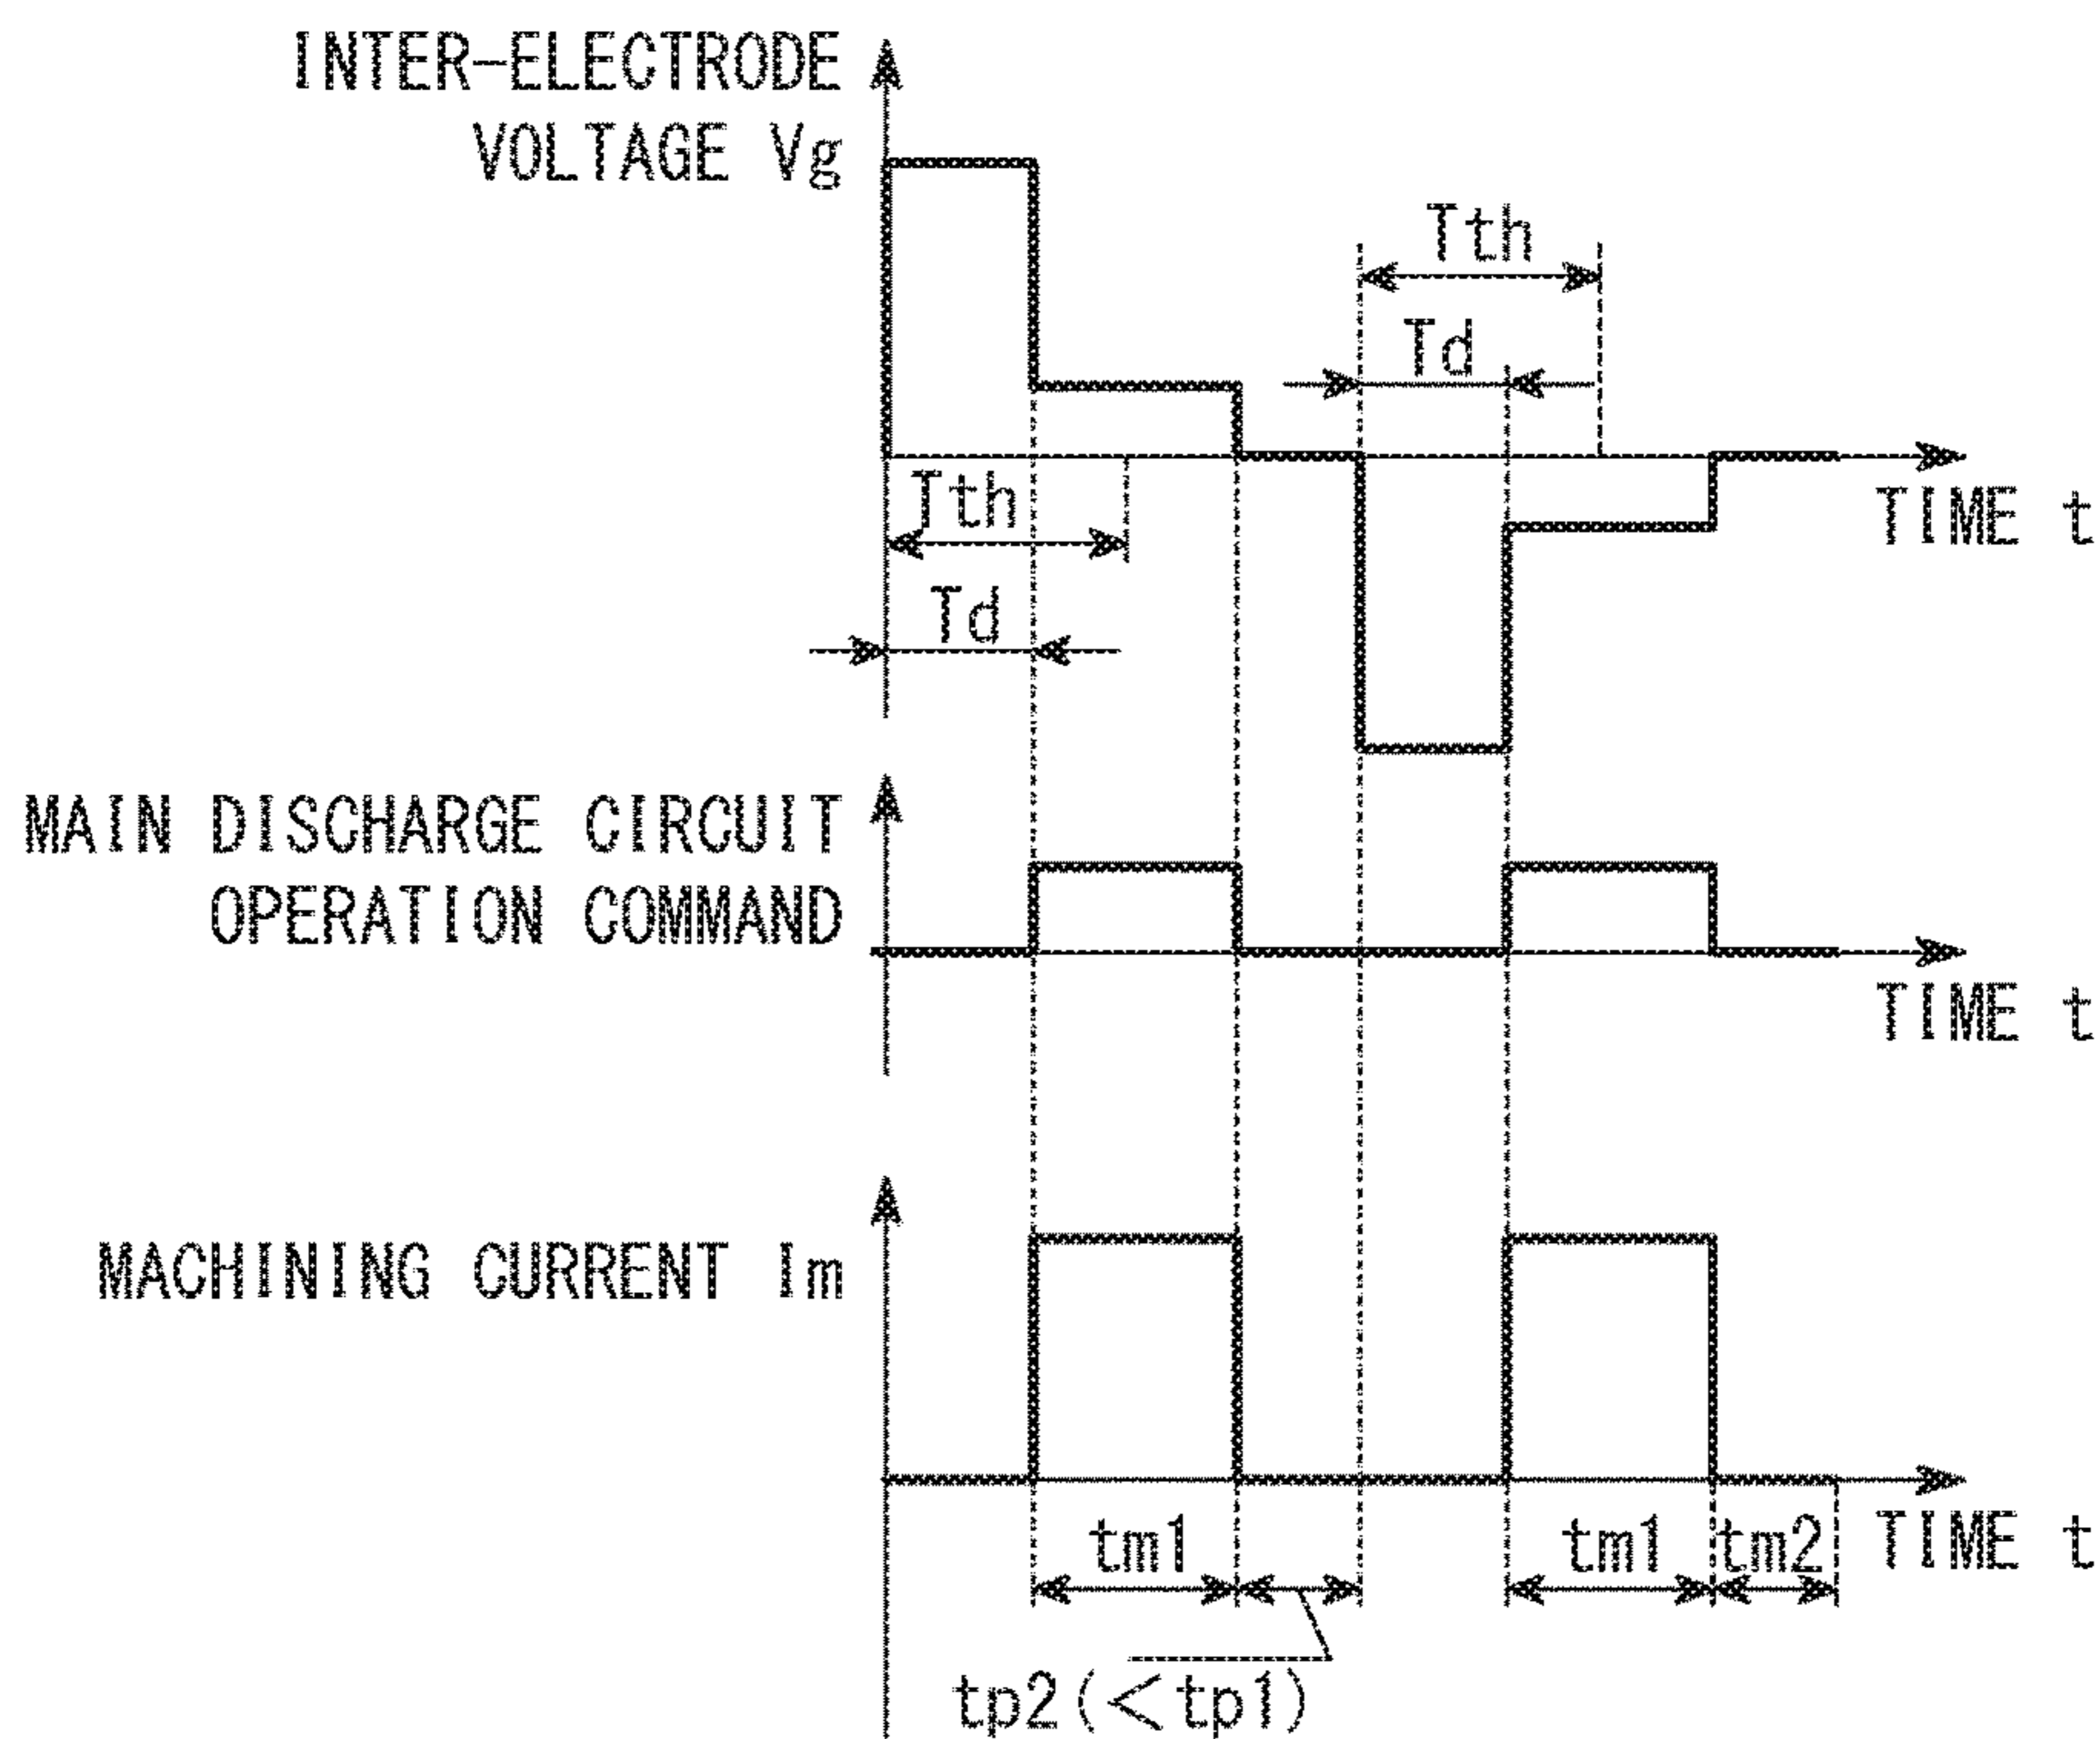 INTER-ELECTRODE
VOLTAGE Vg
Tth
Td
Tth
TIME t
Td
MAIN DISCHARGE CIRCUIT
OPERATION COMMAND
TIME t
MACHINING CURRENT Im
tm1
tm1
tm2
TIME t
tp2(<tp1)